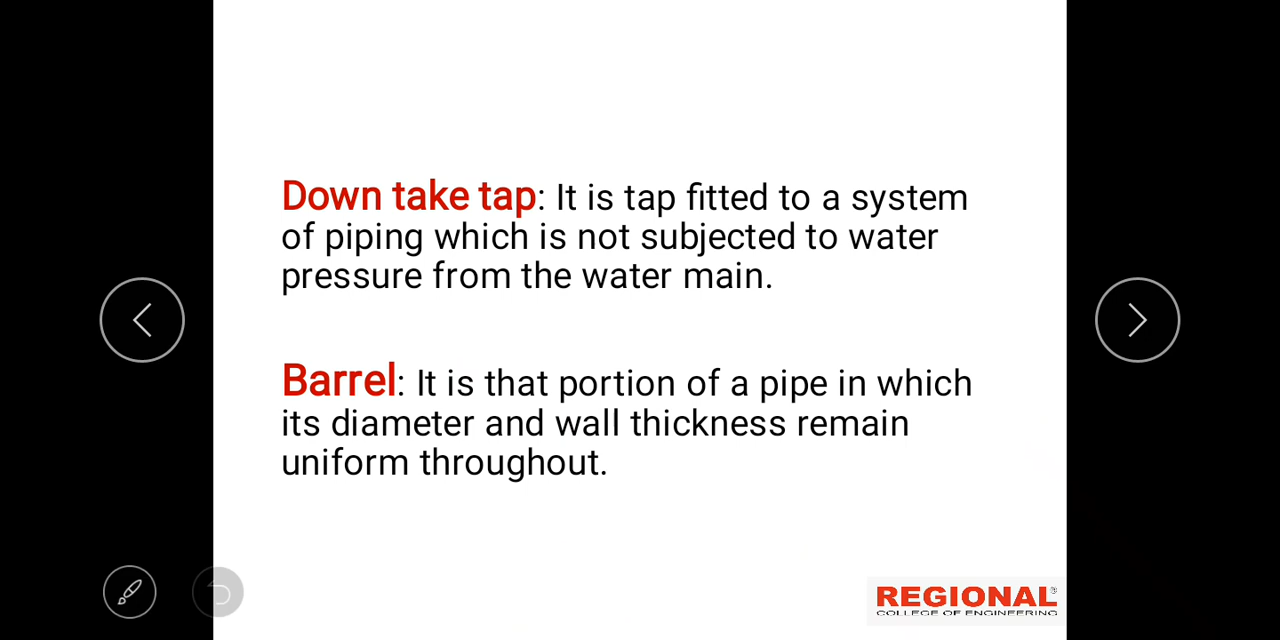 Down take tap: It is tap fitted to a system
of piping which is not subjected to water
pressure from the water main.
Barrel: It is that portion of a pipe in which
its diameter and wall thickness remain
uniform throughout.
REGIONAL®
COLLEGE OF ENGINEERING